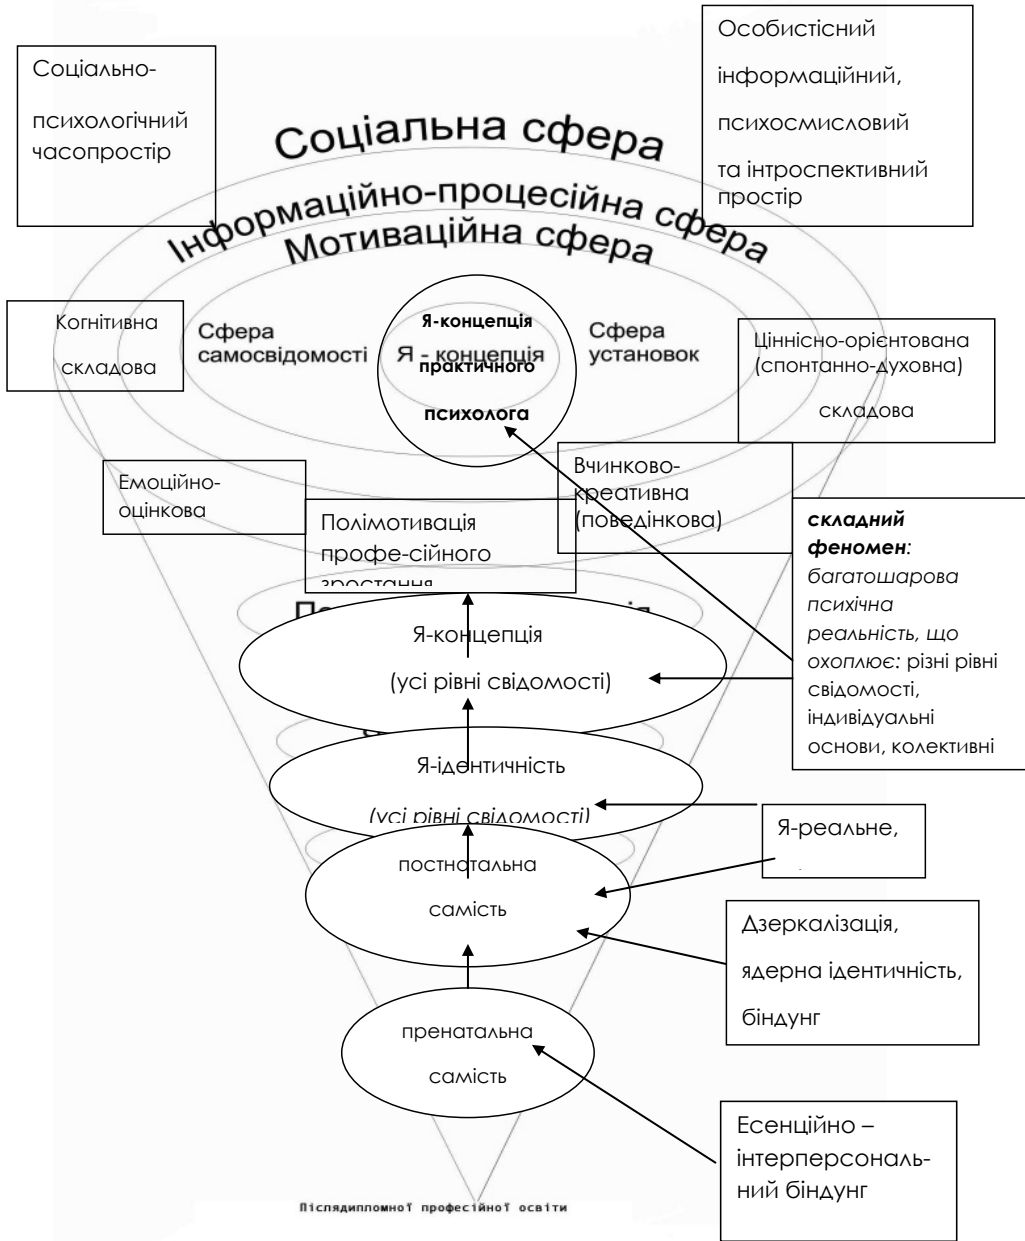 Соціально-
психологічний
часопростір
Особистісний
інформаційний,
психосмисловий
та інтроспективний
простір
Соціальна сфера
Інформаційно-процесійна сфера
Мотиваційна сфера
Когнітивна
складова
Сфера
самосвідомості
Я-концепція
Я - концепція
практичного
психолога
Сфера
установок
Ціннісно-орієнтована
(спонтанно-духовна)
складова
Емоційно-
оцінкова
Вчинково-
креативна
(поведінкова)
Полімотивація
профе-сійного
зростання
складний
феномен:
багатошарова
психічна
реальність, що
охоплює: різні рівні
свідомості,
індивідуальні
основи, колективні
Я-концепція
(усі рівні свідомості)
Я-ідентичність
(усі рівні свідомості)
Я-реальне,
постнатальна
самість
Дзеркалізація,
ядерна ідентичність,
біндунг
пренатальна
самість
Есенційно –
інтерперсональ-
ний біндунг
Післядипломної професійної освіти